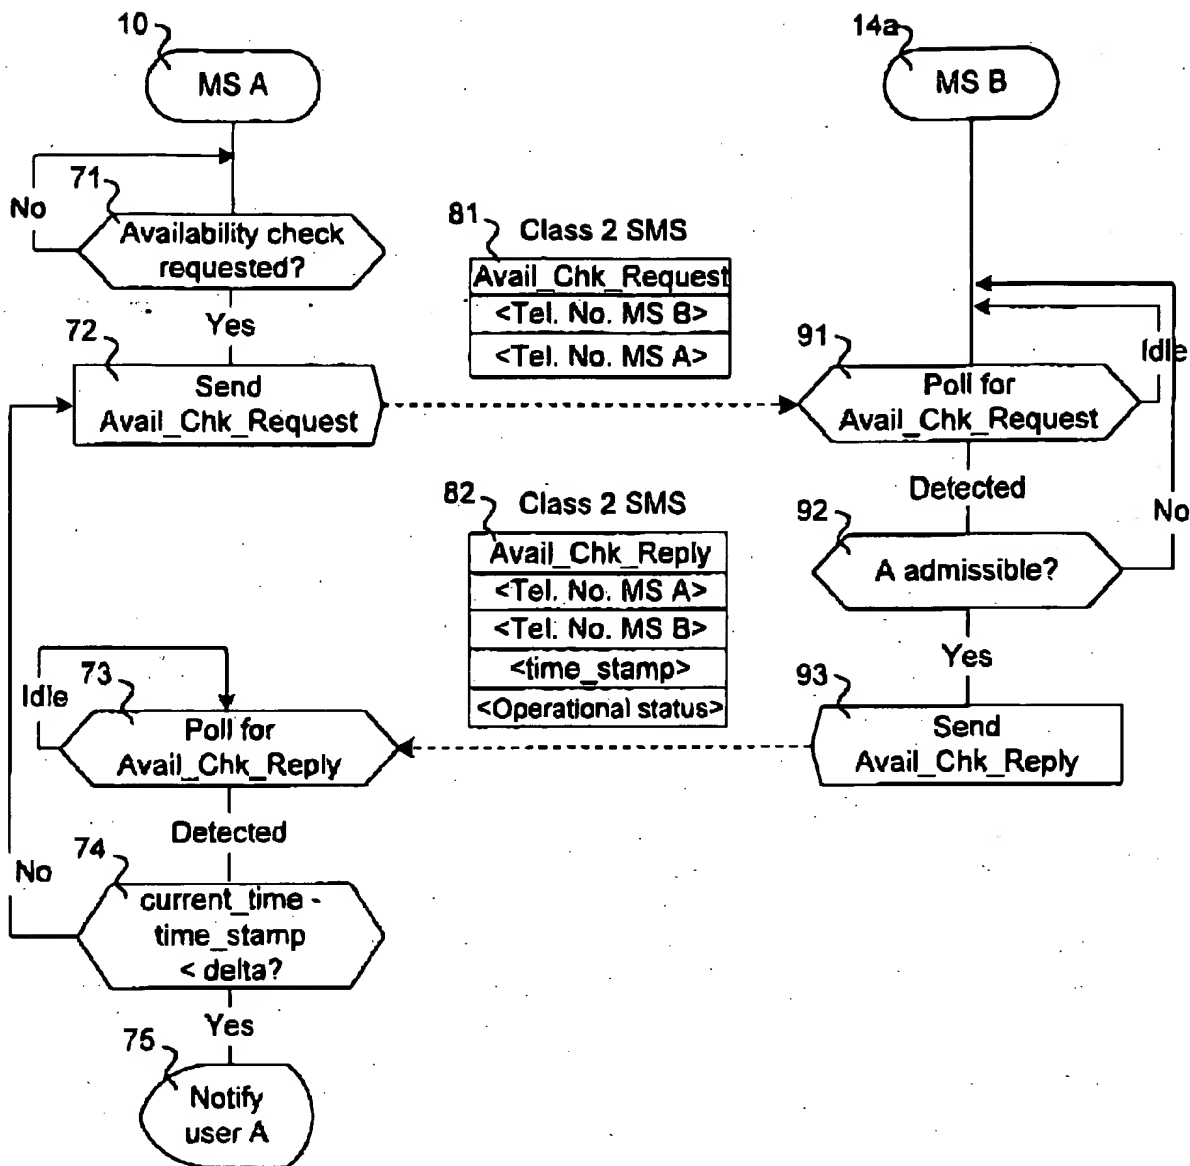 10
MS A
14a
MS B
71
No
Availability check
requested?
Yes
81
Class 2 SMS
Avail_Chk_Request
<Tel. No. MS B>
<Tel. No. MS A>
72
Send
Avail_Chk_Request
91
Idle
Poll for
Avail_Chk_Request
Detected
No
92
A admissible?
Yes
82
Class 2 SMS
Avail_Chk_Reply
<Tel. No. MS A>
<Tel. No. MS B>
<time_stamp>
<Operational status>
93
Send
Avail_Chk_Reply
73
Idle
Poll for
Avail_Chk_Reply
Detected
74
No
current_time -
time_stamp
< delta?
Yes
75
Notify
user A